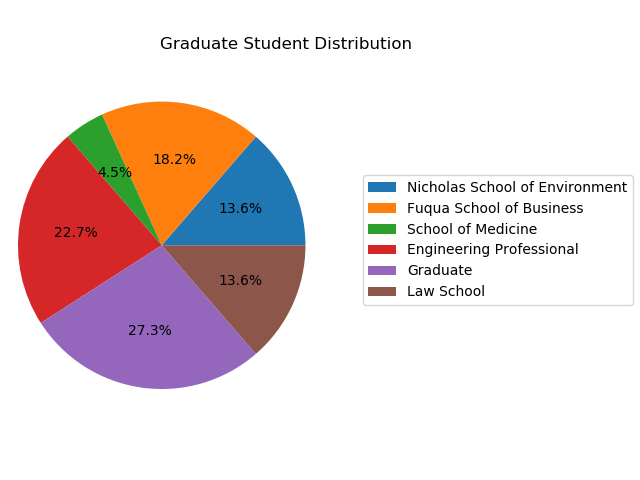 Graduate Student Distribution
18.2%
4.5%
13.6%
22.7%
13.6%
27.3%
Nicholas School of Environment
Fuqua School of Business
School of Medicine
Engineering Professional
Graduate
Law School